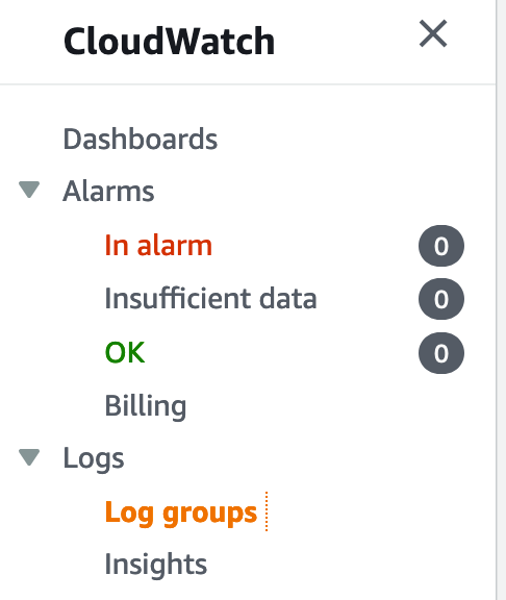 CloudWatch
Dashboards
Alarms
In alarm 0
Insufficient data 0
OK 0
Billing
Logs
Log groups
Insights